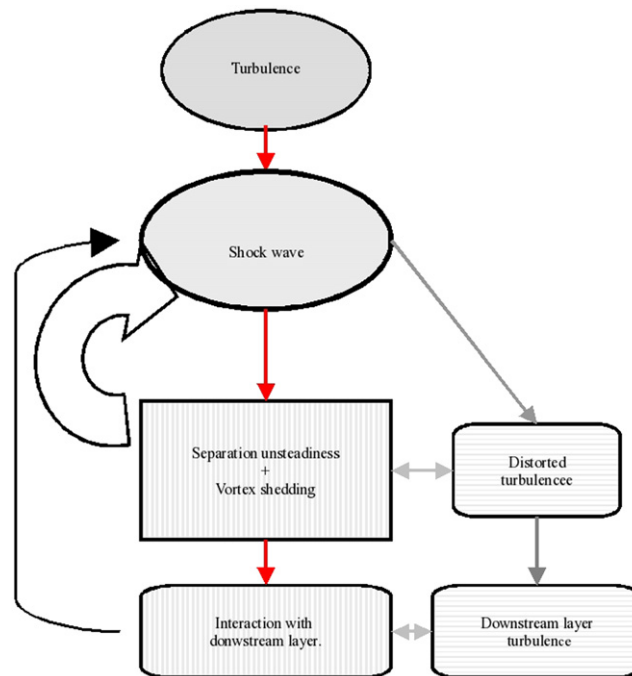 Turbulence
Shock wave
Separation unsteadiness
+
Vortex shedding
Distorted
turbulencee
Interaction with
donwstream layer.
Downstream layer
turbulence